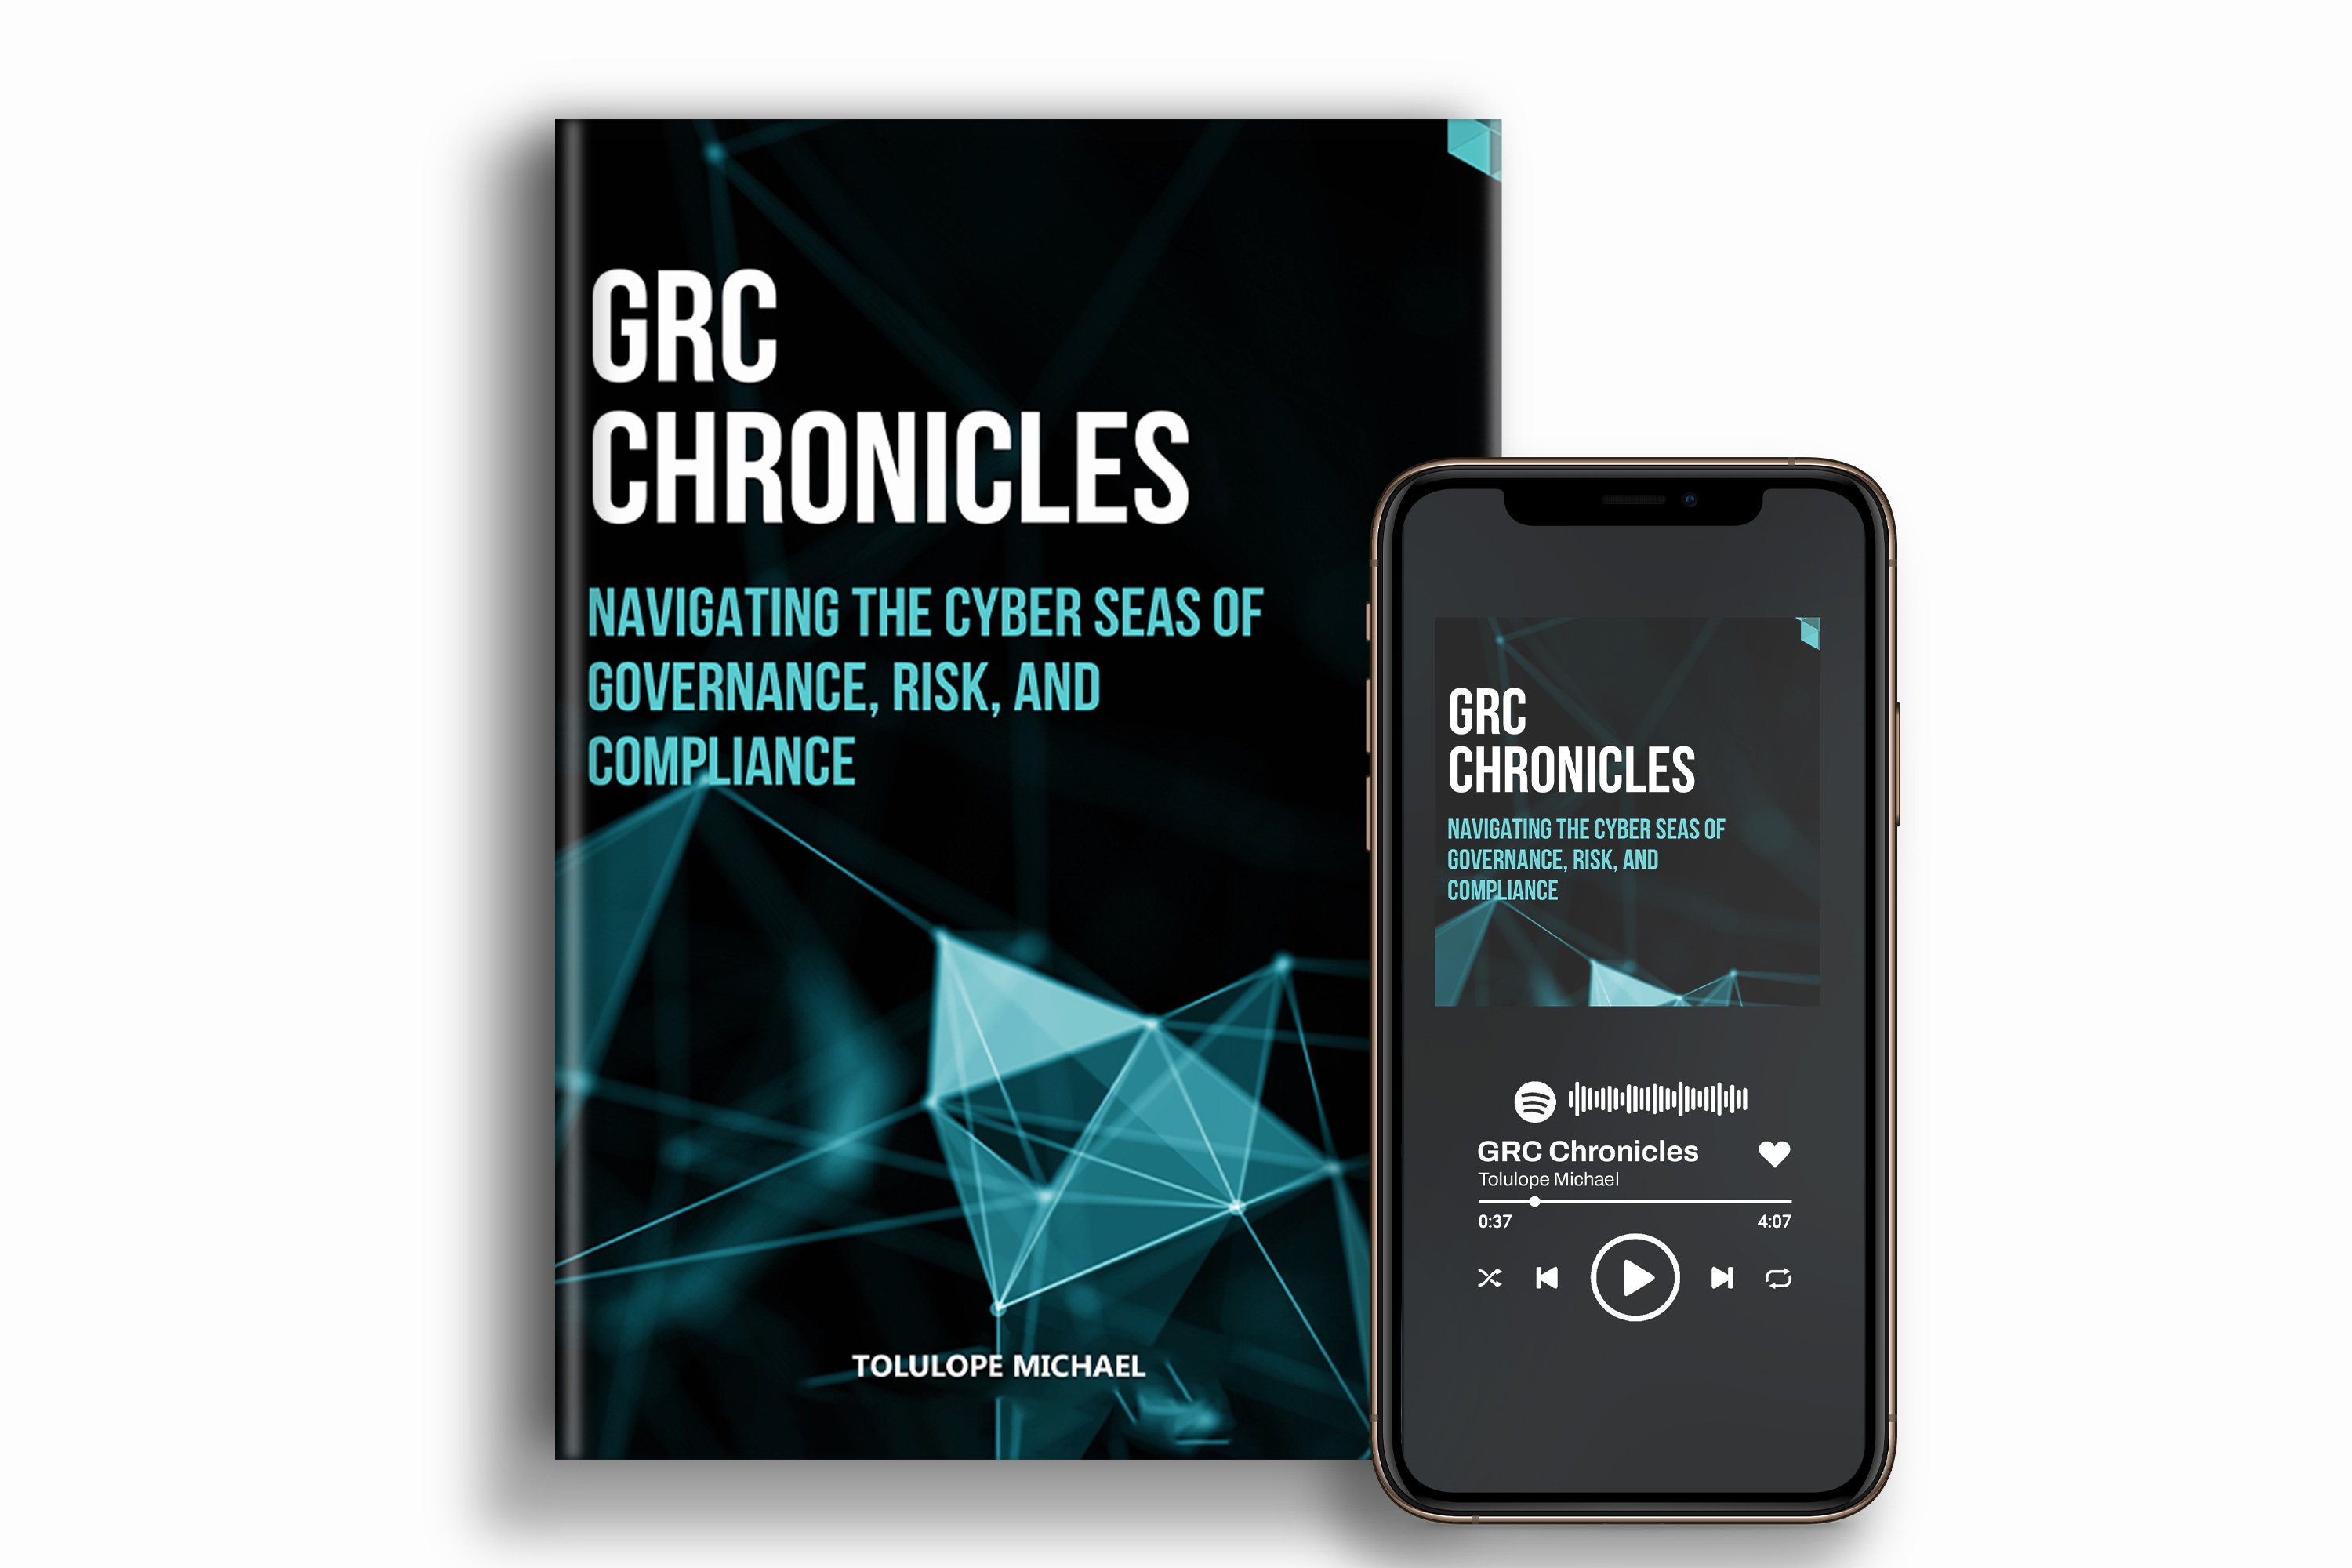 GRC
CHRONICLES
NAVIGATING THE CYBER SEAS OF
GOVERNANCE, RISK, AND
COMPLIANCE
TOLULOPE MICHAEL
GRC
CHRONICLES
NAVIGATING THE CYBER SEAS OF
GOVERNANCE, RISK, AND
COMPLIANCE
GRC Chronicles
Tolulope Michael
0:37 4:07